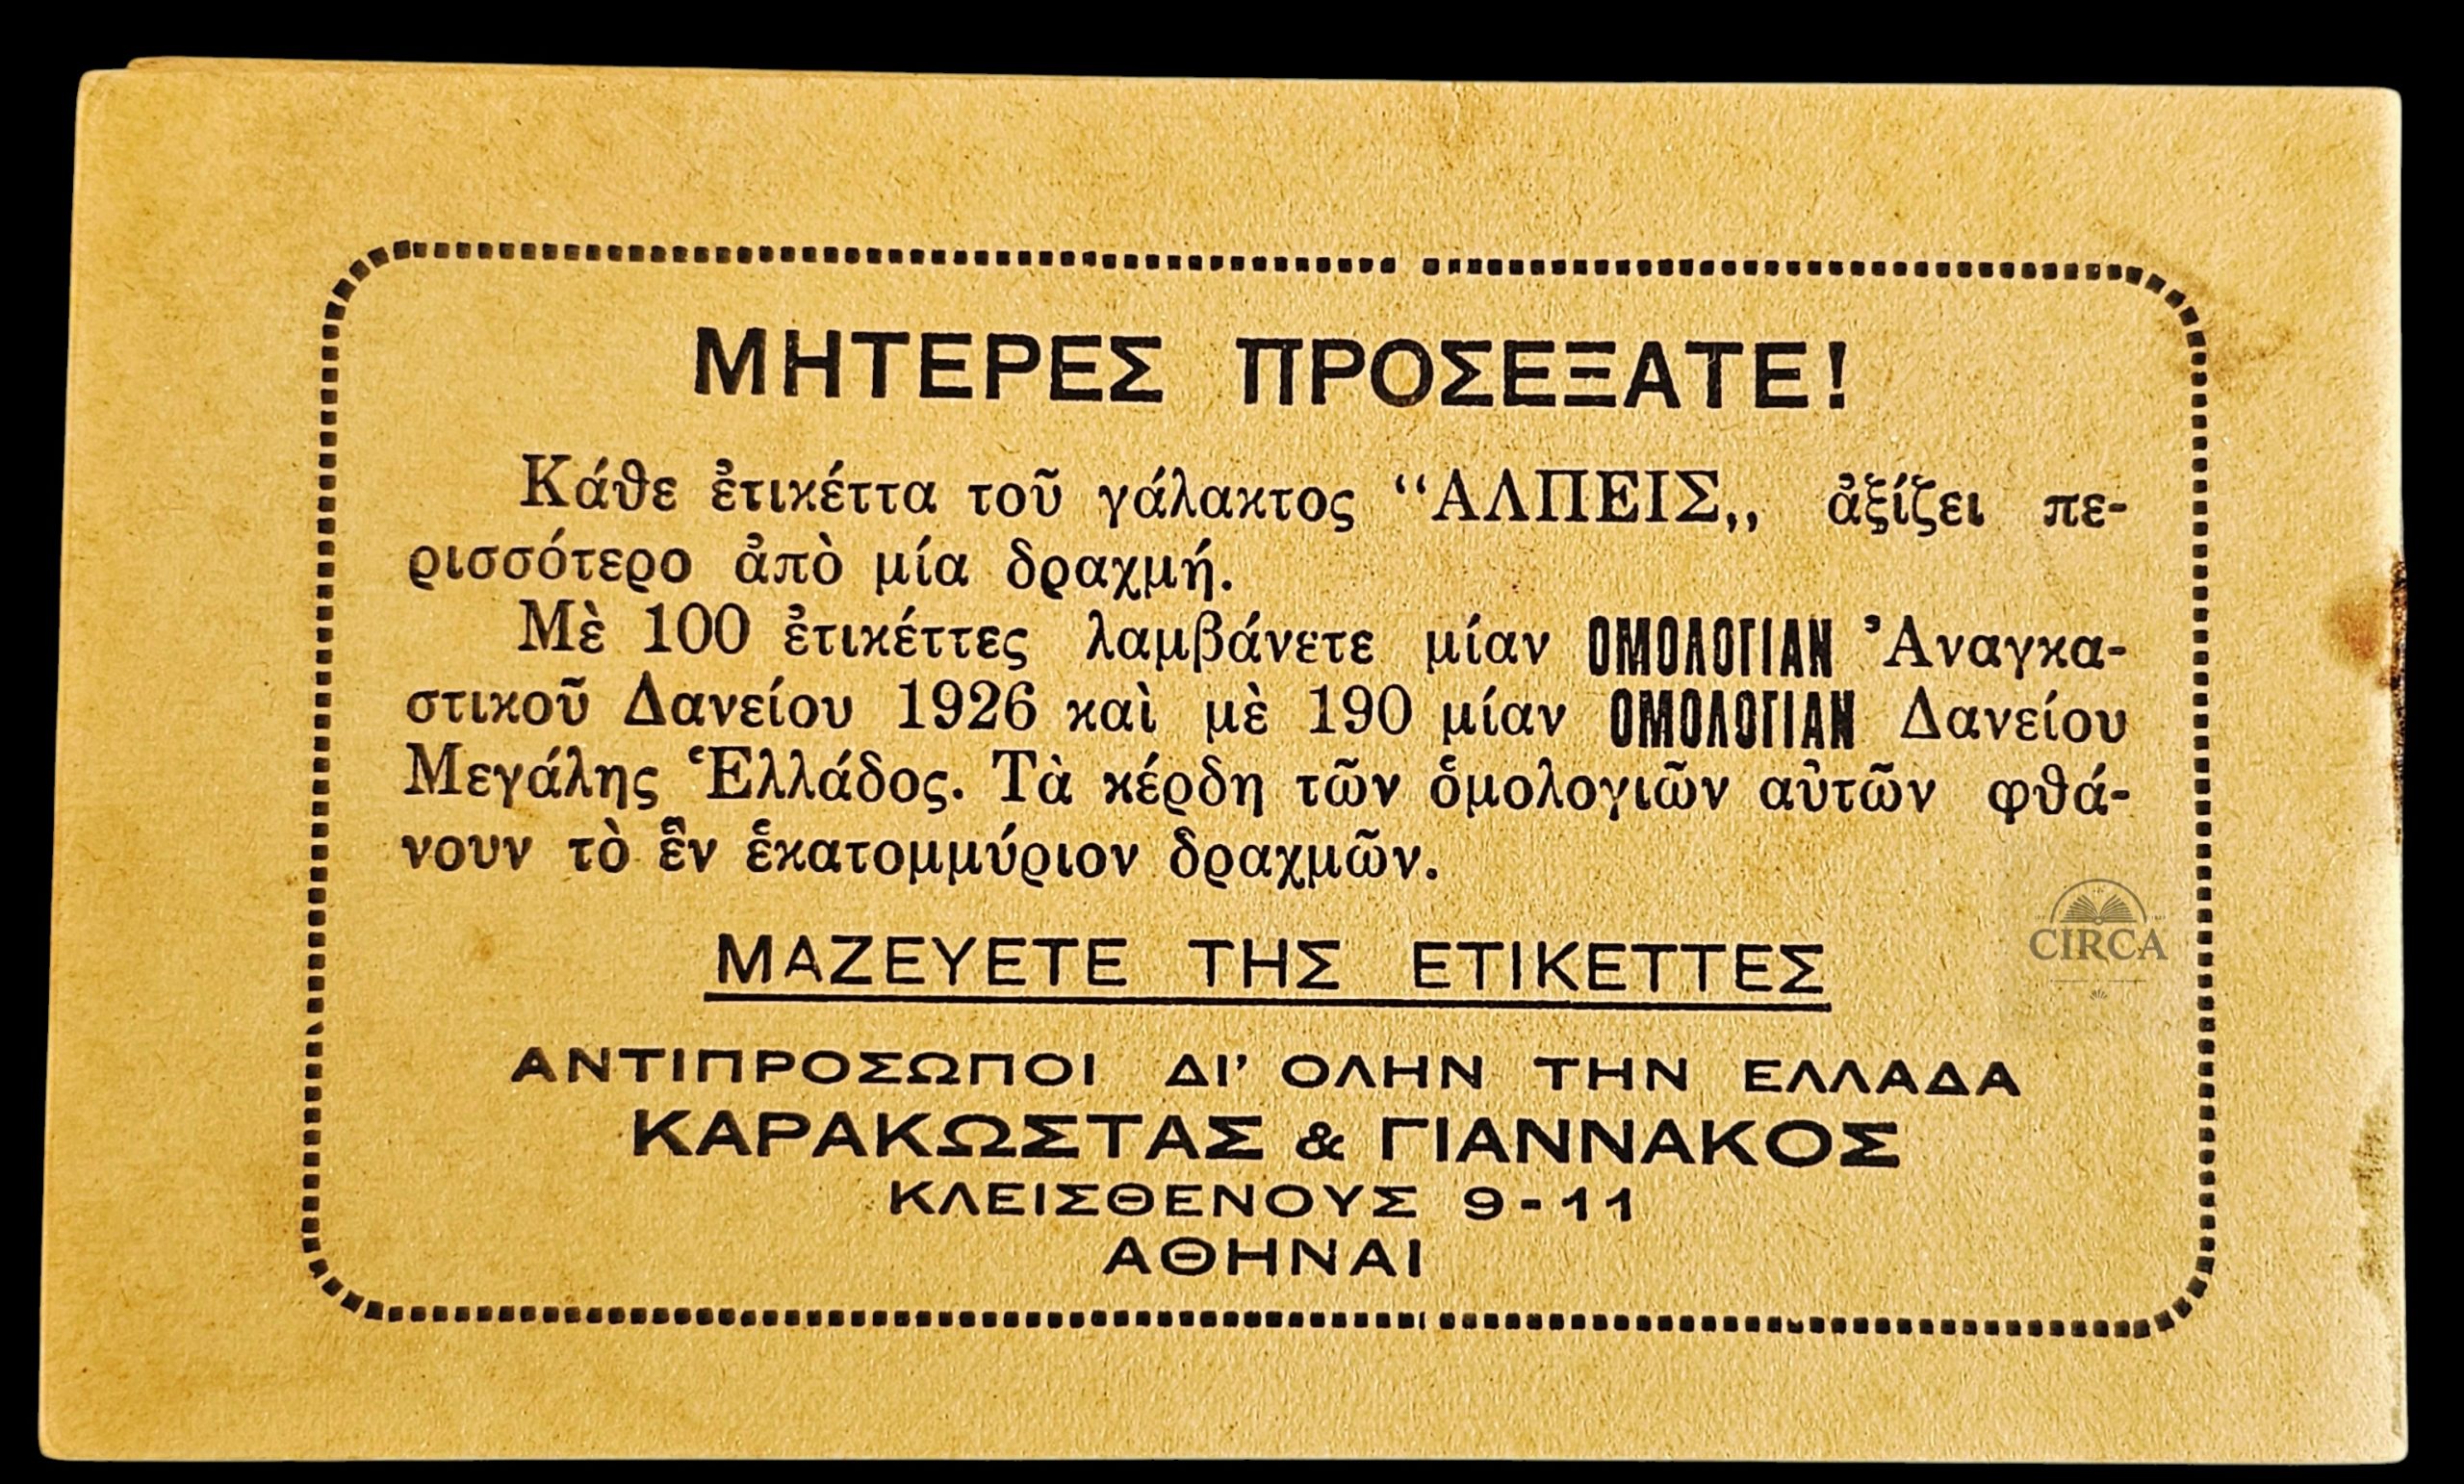 ΜΗΤΕΡΕΣ ΠΡΟΣΕΞΑΤΕ!
Κάθε ἐτικέττα τοῦ γάλακτος “ΑΛΠΕΙΣ„ ἀξίζει πε-
ρισσότερο ἀπὸ μία δραχμή.
Μὲ 100 ἐτικέττες λαμβάνετε μίαν ΟΜΟΛΟΓΙΑΝ Ἀναγκα-
στικοῦ Δανείου 1926 καὶ μὲ 190 μίαν ΟΜΟΛΟΓΙΑΝ Δανείου
Μεγάλης Ἑλλάδος. Τὰ κέρδη τῶν ὁμολογιῶν αὐτῶν φθά-
νουν τὸ ἓν ἑκατομμύριον δραχμῶν.
ΜΑΖΕΥΕΤΕ ΤΗΣ ΕΤΙΚΕΤΤΕΣ
ΑΝΤΙΠΡΟΣΩΠΟΙ ΔΙ' ΟΛΗΝ ΤΗΝ ΕΛΛΑΔΑ
ΚΑΡΑΚΩΣΤΑΣ & ΓΙΑΝΝΑΚΟΣ
ΚΛΕΙΣΘΕΝΟΥΣ 9-11
ΑΘΗΝΑΙ
CIRCA